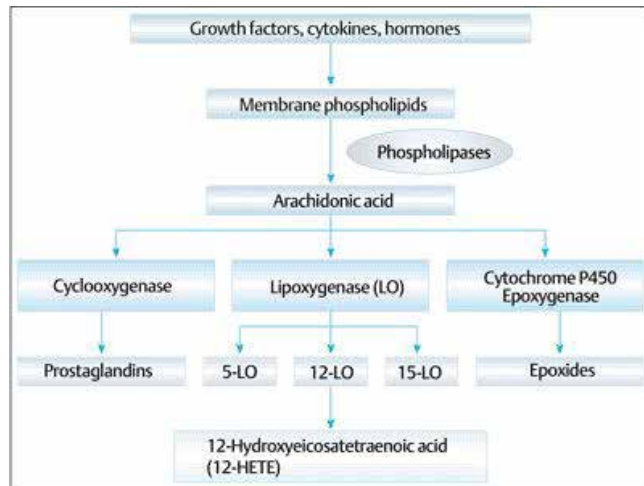 Growth factors, cytokines, hormones
Membrane phospholipids
Phospholipases
Arachidonic acid
Cyclooxygenase
Lipoxygenase (LO)
Cytochrome P450
Epoxygenase
Prostaglandins
5-LO
12-LO
15-LO
Epoxides
12-Hydroxyeicosatetraenoic acid
(12-HETE)